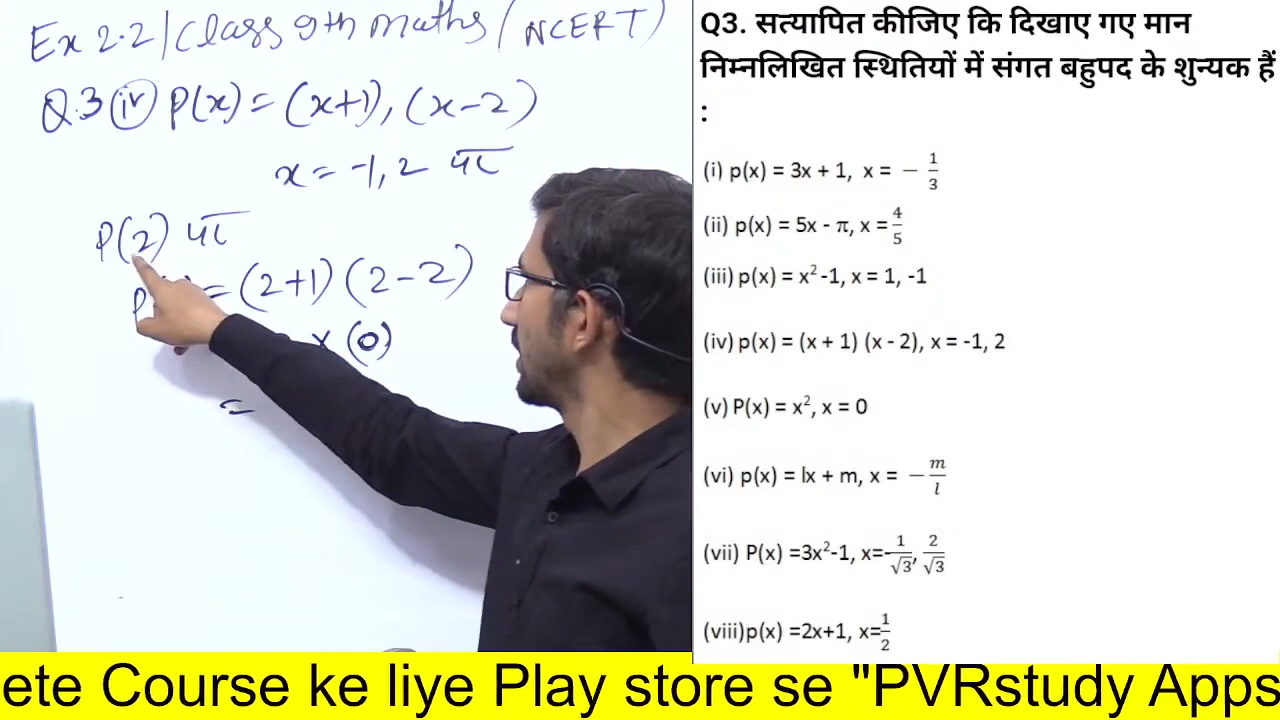 Ex 2.2 / Class 9th maths / (NCERT)
Q.3 (iv) P(x) = (x+1), (x-2)
x = -1, 2 पर
P(2) पर
= (2+1) (2-2)
× (0)
=
Q3. सत्यापित कीजिए कि दिखाए गए मान
निम्नलिखित स्थितियों में संगत बहुपद के शुन्यक हैं
:
(i) p(x) = 3x + 1, x = - 1/3
(ii) p(x) = 5x - π, x = 4/5
(iii) p(x) = x² -1, x = 1, -1
(iv) p(x) = (x + 1) (x - 2), x = -1, 2
(v) P(x) = x², x = 0
(vi) p(x) = lx + m, x = - m/l
(vii) P(x) =3x²-1, x=-1/√3, 2/√3
(viii)p(x) =2x+1, x=1/2
ete Course ke liye Play store se "PVRstudy Apps